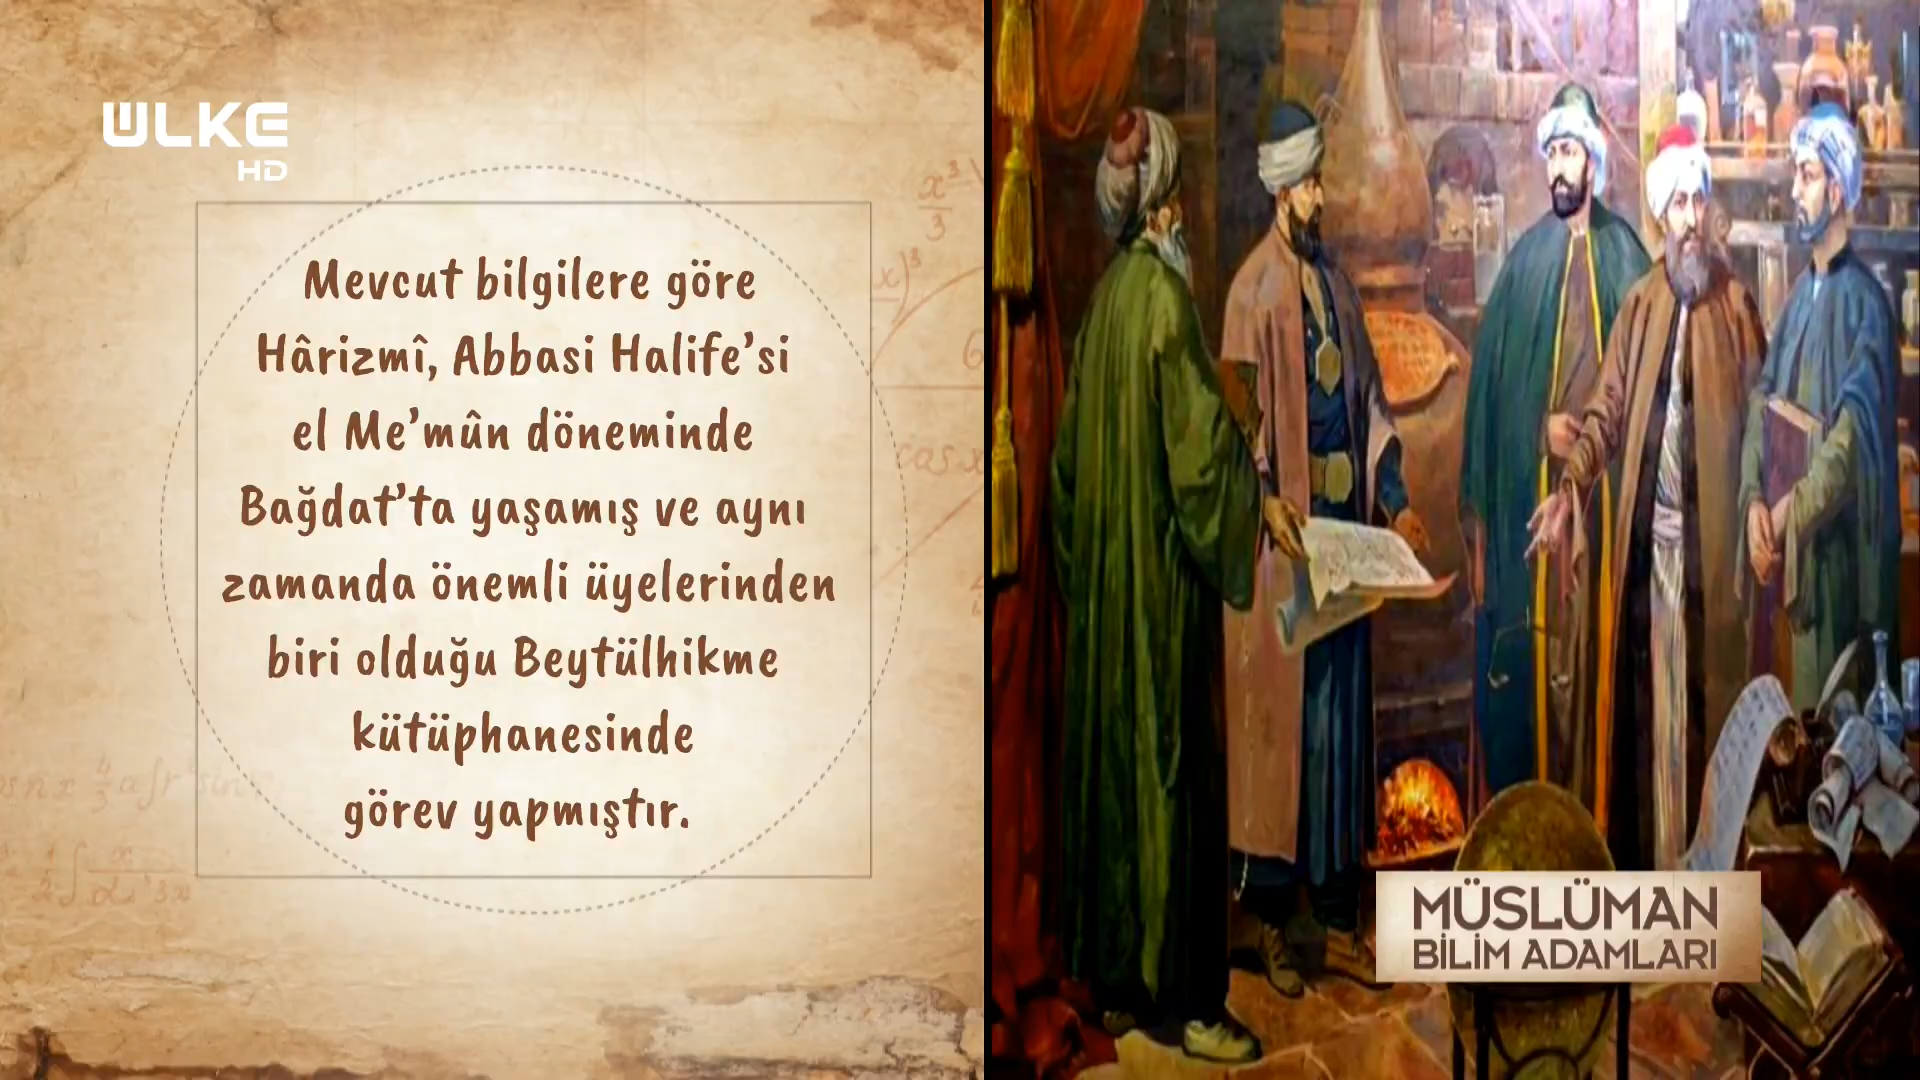 ÜLKE
HD
Mevcut bilgilere göre
Hârizmî, Abbasi Halife’si
el Me’mûn döneminde
Bağdat’ta yaşamış ve aynı
zamanda önemli üyelerinden
biri olduğu Beytülhikme
kütüphanesinde
görev yapmıştır.
MÜSLÜMAN
BİLİM ADAMLARI